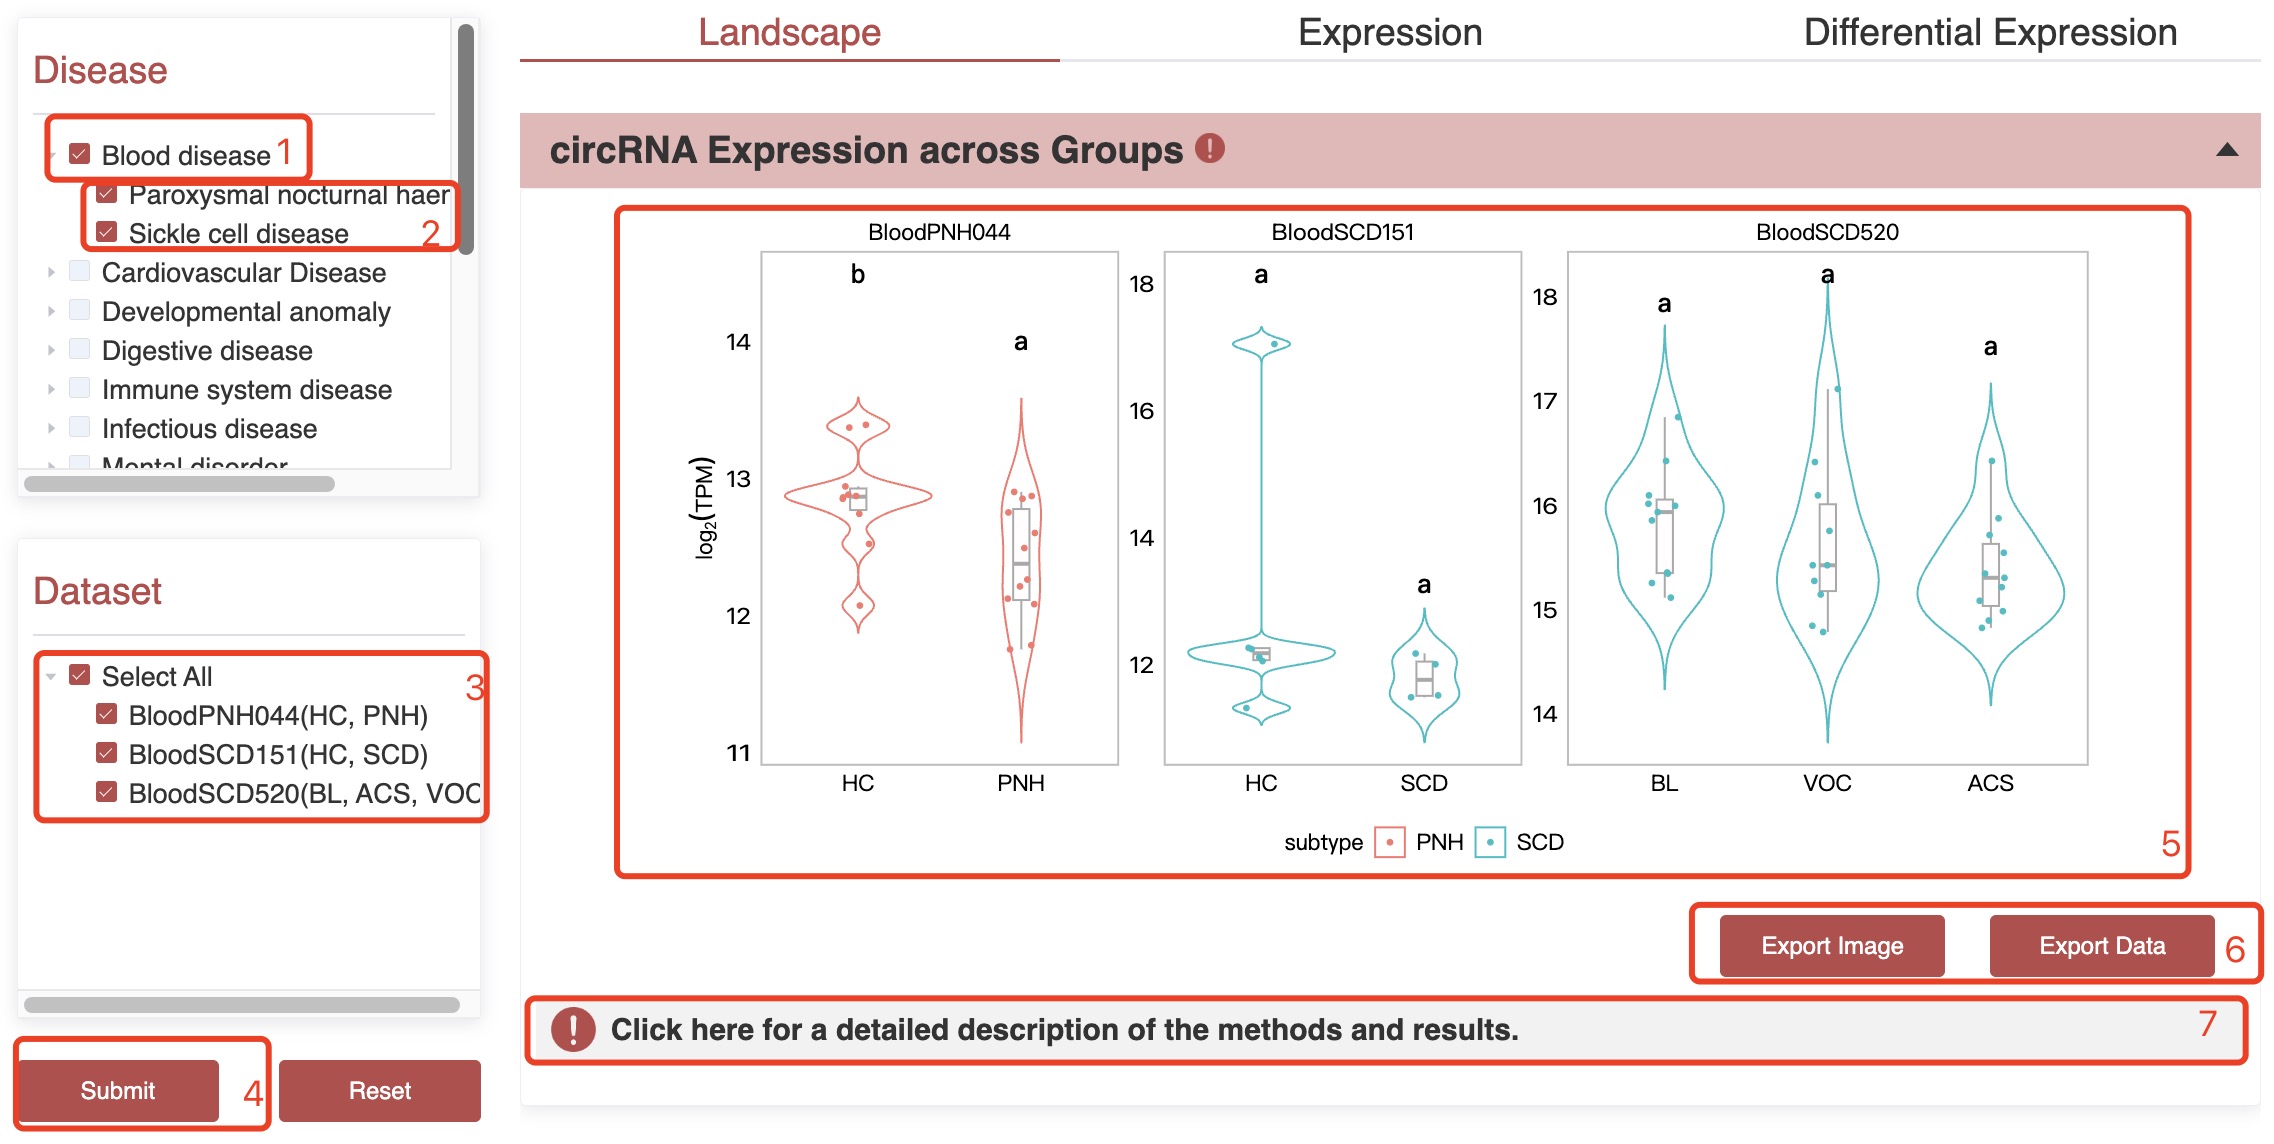 Landscape
Expression
Differential Expression
Disease
Blood disease 1
Paroxysmal nocturnal haer
Sickle cell disease 2
Cardiovascular Disease
Developmental anomaly
Digestive disease
Immune system disease
Infectious disease
Mental disorder
Dataset
Select All 3
BloodPNH044(HC, PNH)
BloodSCD151(HC, SCD)
BloodSCD520(BL, ACS, VOC
Submit 4
Reset
circRNA Expression across Groups !
BloodPNH044
BloodSCD151
BloodSCD520
log2(TPM)
14
13
12
11
b
a
HC
PNH
18
16
14
12
a
a
HC
SCD
18
17
16
15
14
a
a
a
BL
VOC
ACS
subtype PNH SCD
5
Export Image
Export Data
6
! Click here for a detailed description of the methods and results. 7